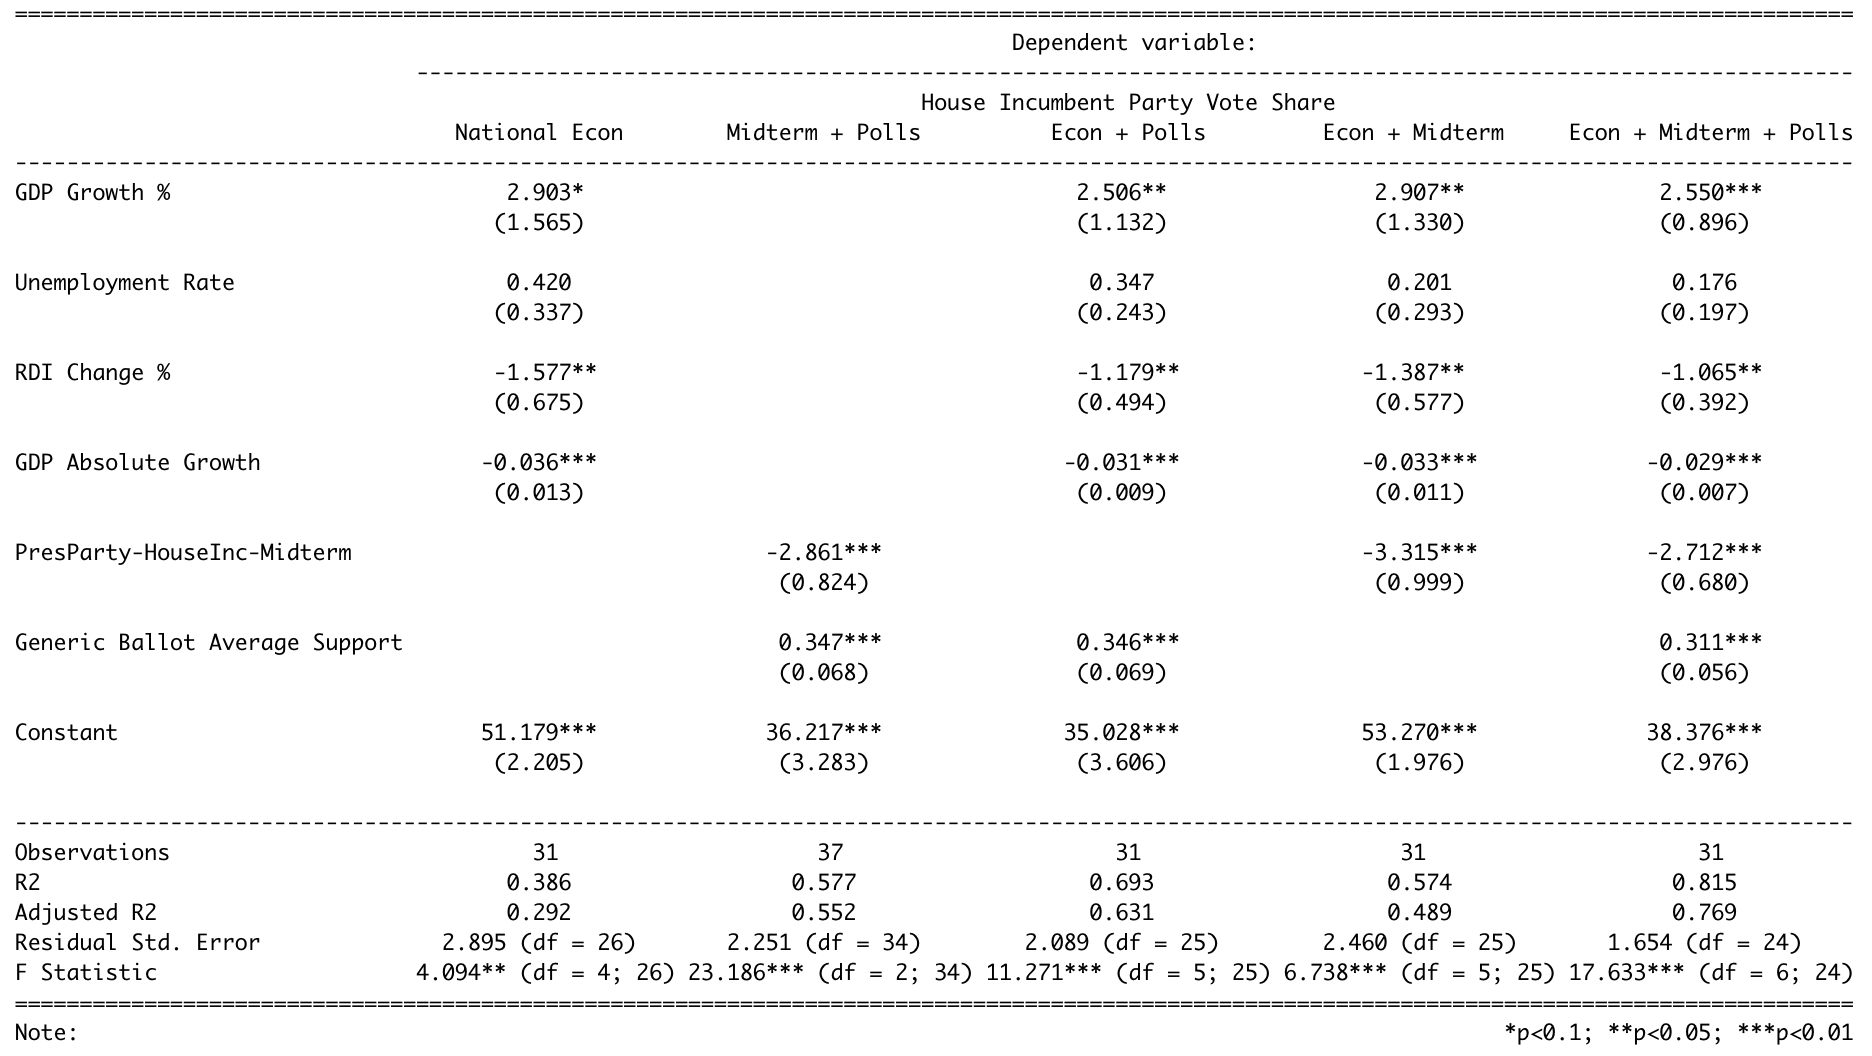 Dependent variable:
House Incumbent Party Vote Share
National Econ Midterm + Polls Econ + Polls Econ + Midterm Econ + Midterm + Polls
GDP Growth % 2.903* 2.506** 2.907** 2.550***
(1.565) (1.132) (1.330) (0.896)
Unemployment Rate 0.420 0.347 0.201 0.176
(0.337) (0.243) (0.293) (0.197)
RDI Change % -1.577** -1.179** -1.387** -1.065**
(0.675) (0.494) (0.577) (0.392)
GDP Absolute Growth -0.036*** -0.031*** -0.033*** -0.029***
(0.013) (0.009) (0.011) (0.007)
PresParty-HouseInc-Midterm -2.861*** -3.315*** -2.712***
(0.824) (0.999) (0.680)
Generic Ballot Average Support 0.347*** 0.346*** 0.311***
(0.068) (0.069) (0.056)
Constant 51.179*** 36.217*** 35.028*** 53.270*** 38.376***
(2.205) (3.283) (3.606) (1.976) (2.976)
Observations 31 37 31 31 31
R2 0.386 0.577 0.693 0.574 0.815
Adjusted R2 0.292 0.552 0.631 0.489 0.769
Residual Std. Error 2.895 (df = 26) 2.251 (df = 34) 2.089 (df = 25) 2.460 (df = 25) 1.654 (df = 24)
F Statistic 4.094** (df = 4; 26) 23.186*** (df = 2; 34) 11.271*** (df = 5; 25) 6.738*** (df = 5; 25) 17.633*** (df = 6; 24)
Note: *p<0.1; **p<0.05; ***p<0.01